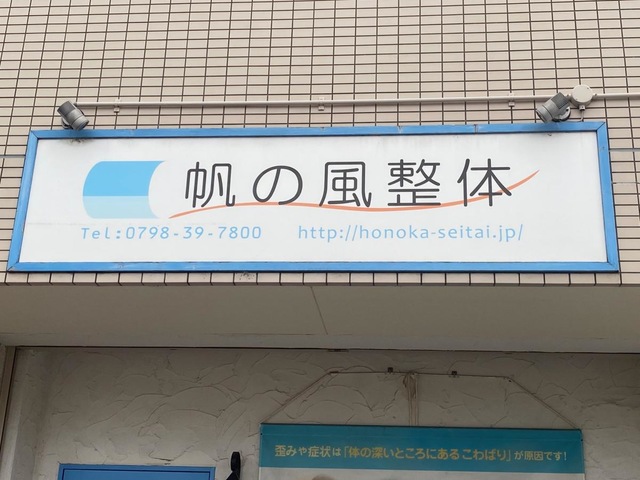 帆の風整体
Tel:0798-39-7800 http://honoka-seitai.jp/
歪みや症状は「体の深いところにあるこわばり」が原因です!